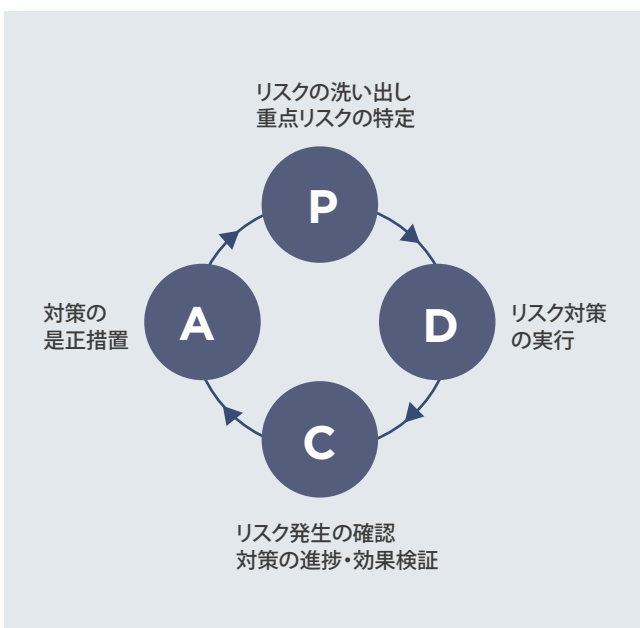 リスクの洗い出し
重点リスクの特定
P
対策の
是正措置
A
D
リスク対策
の実行
C
リスク発生の確認
対策の進捗・効果検証